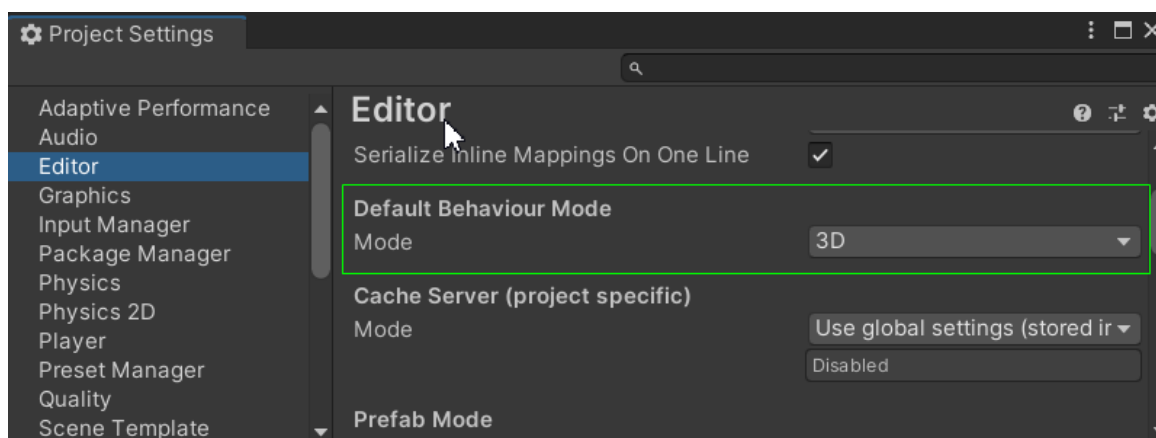 Project Settings
Adaptive Performance
Audio
Editor
Graphics
Input Manager
Package Manager
Physics
Physics 2D
Player
Preset Manager
Quality
Scene Template
Editor
Serialize Inline Mappings On One Line
Default Behaviour Mode
Mode 3D
Cache Server (project specific)
Mode Use global settings (stored ir
Disabled
Prefab Mode